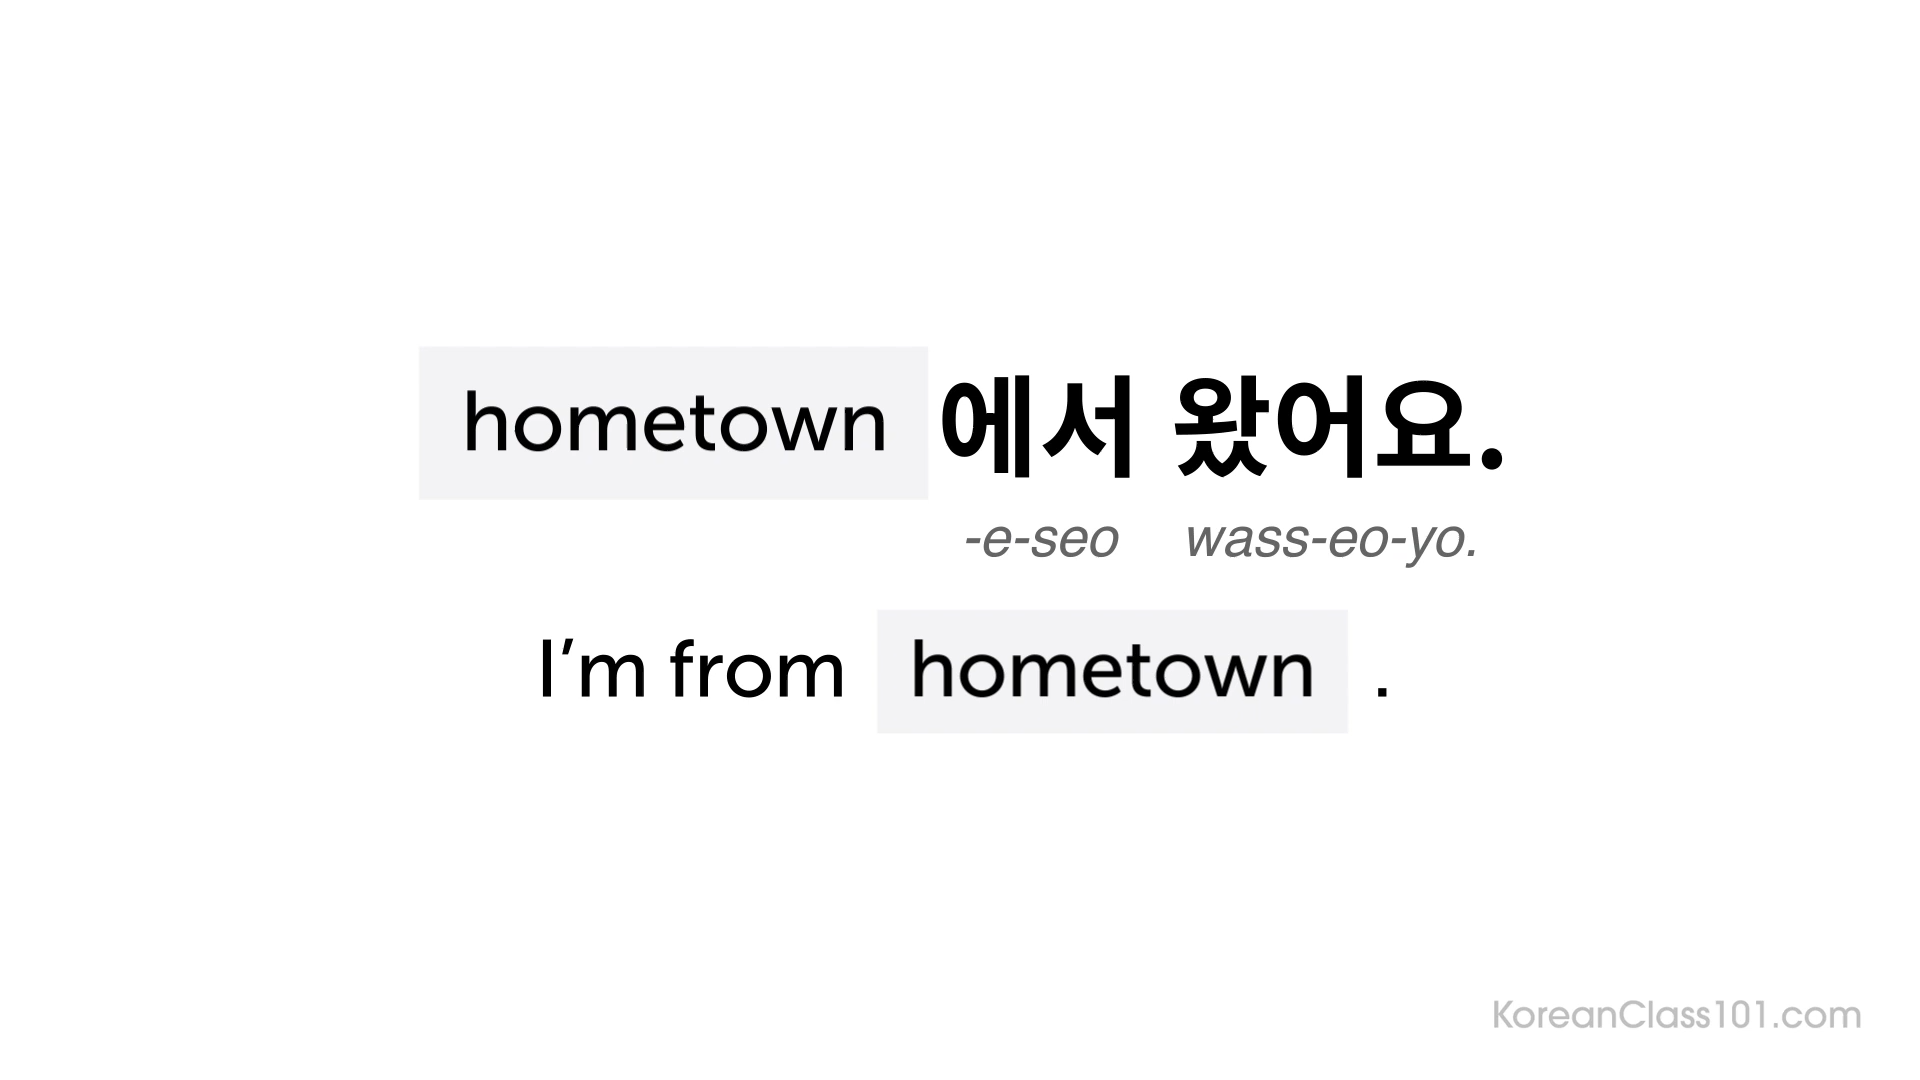 hometown 에서 왔어요.
-e-seo wass-eo-yo.
I’m from hometown .
KoreanClass101.com